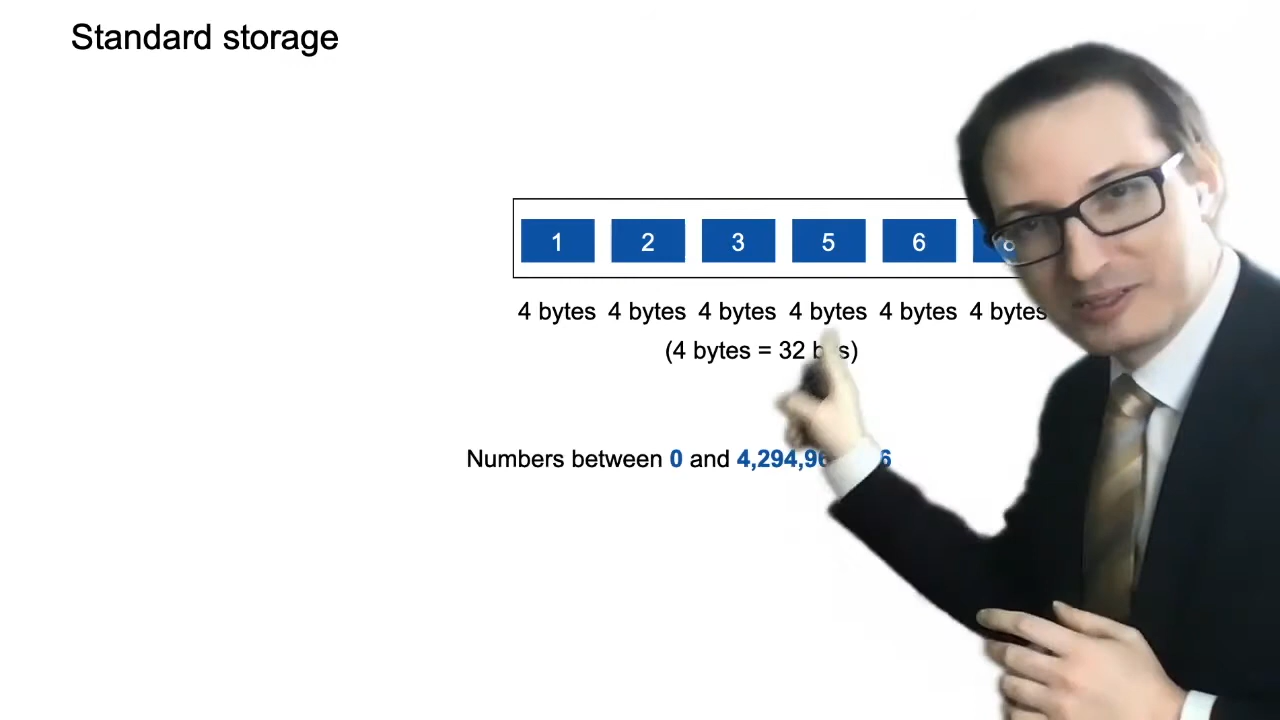 Standard storage
1 2 3 5 6
4 bytes 4 bytes 4 bytes 4 bytes 4 bytes 4 bytes
(4 bytes = 32
Numbers between 0 and